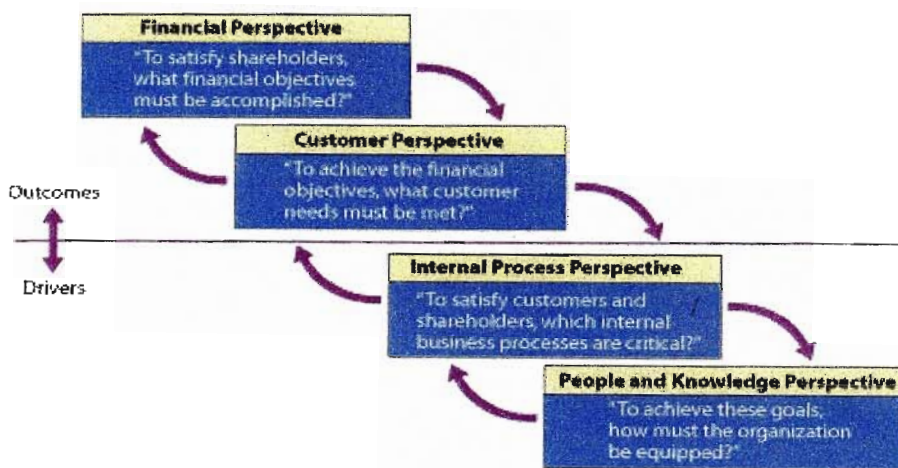 Financial Perspective
"To satisfy shareholders,
what financial objectives
must be accomplished?"
Customer Perspective
"To achieve the financial
objectives, what customer
needs must be met?"
Outcomes
Drivers
Internal Process Perspective
"To satisfy customers and
shareholders, which internal
business processes are critical?"
People and Knowledge Perspective
"To achieve these goals,
how must the organization
be equipped?"